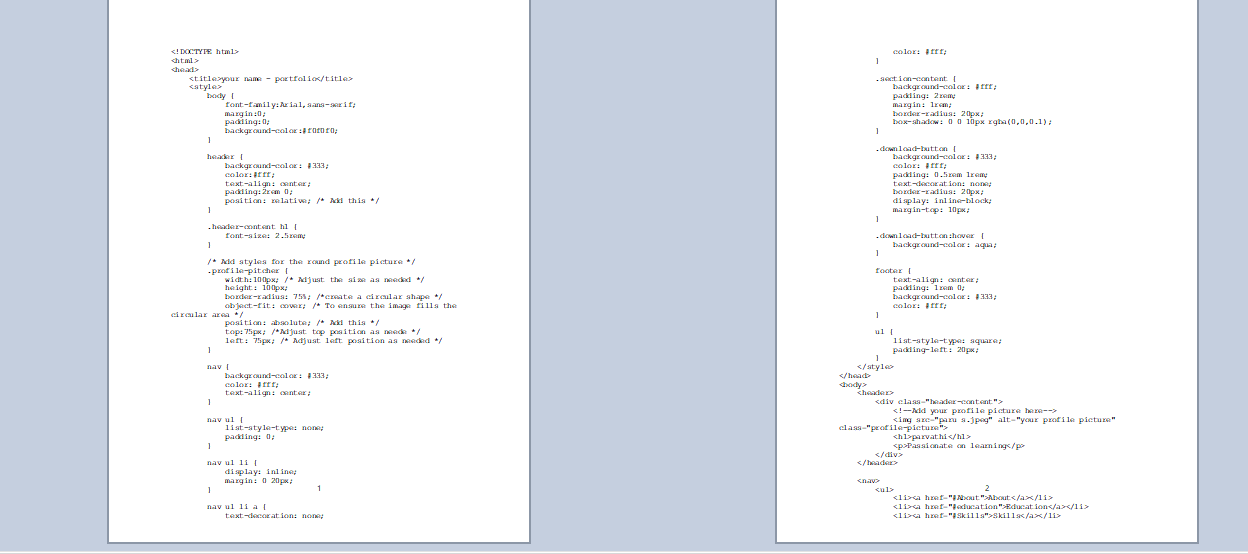 <!DOCTYPE html>
<html>
<head>
    <title>your name - portfolio</title>
    <style>
        body {
            font-family:Arial,sans-serif;
            margin:0;
            padding:0;
            background-color:#f0f0f0;
        }

        header {
            background-color: #333;
            color:#fff;
            text-align: center;
            padding:2rem 0;
            position: relative; /* Add this */
        }

        .header-content h1 {
            font-size: 2.5rem;
        }

        /* Add styles for the round profile picture */
        .profile-pitcher {
            width:100px; /* Adjust the size as needed */
            height: 100px;
            border-radius: 75%; /*create a circular shape */
            object-fit: cover; /* To ensure the image fills the
circular area */
            position: absolute; /* Add this */
            top:75px; /*Adjust top position as neede */
            left: 75px; /* Adjust left position as needed */
        }

        nav {
            background-color: #333;
            color: #fff;
            text-align: center;
        }

        nav ul {
            list-style-type: none;
            padding: 0;
        }

        nav ul li {
            display: inline;
            margin: 0 20px;
        }
1

        nav ul li a {
            text-decoration: none;
            color: #fff;
        }

        .section-content {
            background-color: #fff;
            padding: 2rem;
            margin: 1rem;
            border-radius: 20px;
            box-shadow: 0 0 10px rgba(0,0,0.1);
        }

        .download-button {
            background-color: #333;
            color: #fff;
            padding: 0.5rem 1rem;
            text-decoration: none;
            border-radius: 20px;
            display: inline-block;
            margin-top: 10px;
        }

        .download-button:hover {
            background-color: aqua;
        }

        footer {
            text-align: center;
            padding: 1rem 0;
            background-color: #333;
            color: #fff;
        }

        ul {
            list-style-type: square;
            padding-left: 20px;
        }
    </style>
</head>
<body>
    <header>
        <div class="header-content">
            <!--Add your profile picture here-->
            <img src="paru s.jpeg" alt="your profile picture"
class="profile-picture">
            <h1>parvathi</h1>
            <p>Passionate on learning</p>
        </div>
    </header>

    <nav>
2
        <ul>
            <li><a href="#About">About</a></li>
            <li><a href="#education">Education</a></li>
            <li><a href="#Skills">Skills</a></li>